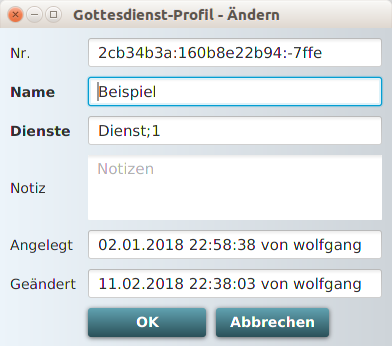 Gottesdienst-Profil - Ändern
Nr. 2cb34b3a:160b8e22b94:-7ffe
Name Beispiel
Dienste Dienst;1
Notiz Notizen
Angelegt 02.01.2018 22:58:38 von wolfgang
Geändert 11.02.2018 22:38:03 von wolfgang
OK Abbrechen